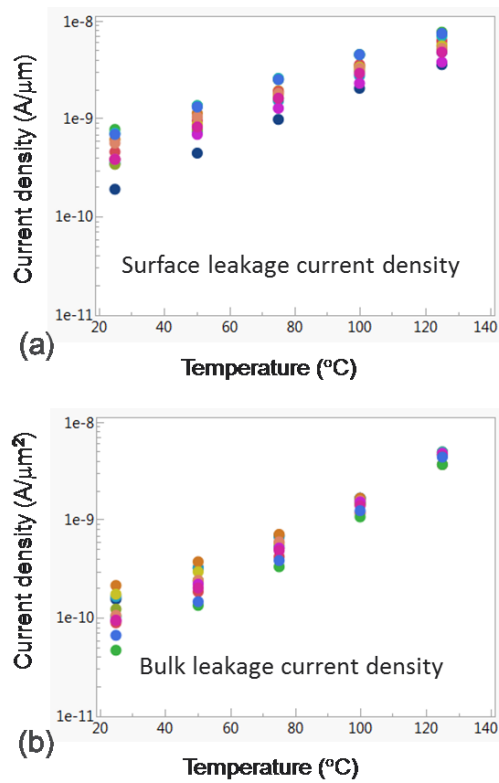 1e-8
1e-9
1e-10
1e-11
Current density (A/μm)
Surface leakage current density
20 40 60 80 100 120 140
(a)
Temperature (°C)
1e-8
1e-9
1e-10
1e-11
Current density (A/μm²)
Bulk leakage current density
20 40 60 80 100 120 140
(b)
Temperature (°C)